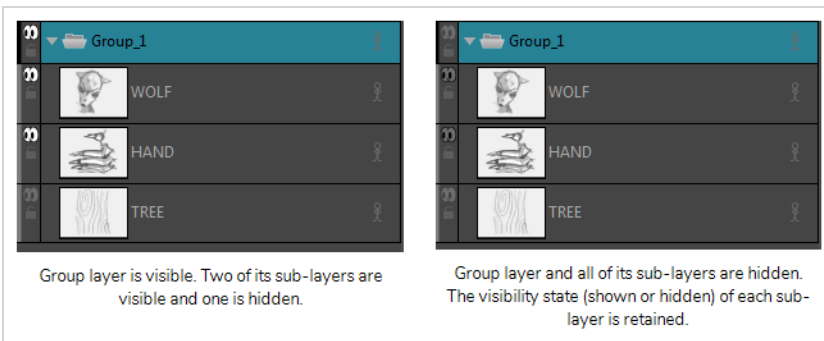 Group_1
WOLF
HAND
TREE
Group layer is visible. Two of its sub-layers are
visible and one is hidden.
Group_1
WOLF
HAND
TREE
Group layer and all of its sub-layers are hidden.
The visibility state (shown or hidden) of each sub-
layer is retained.